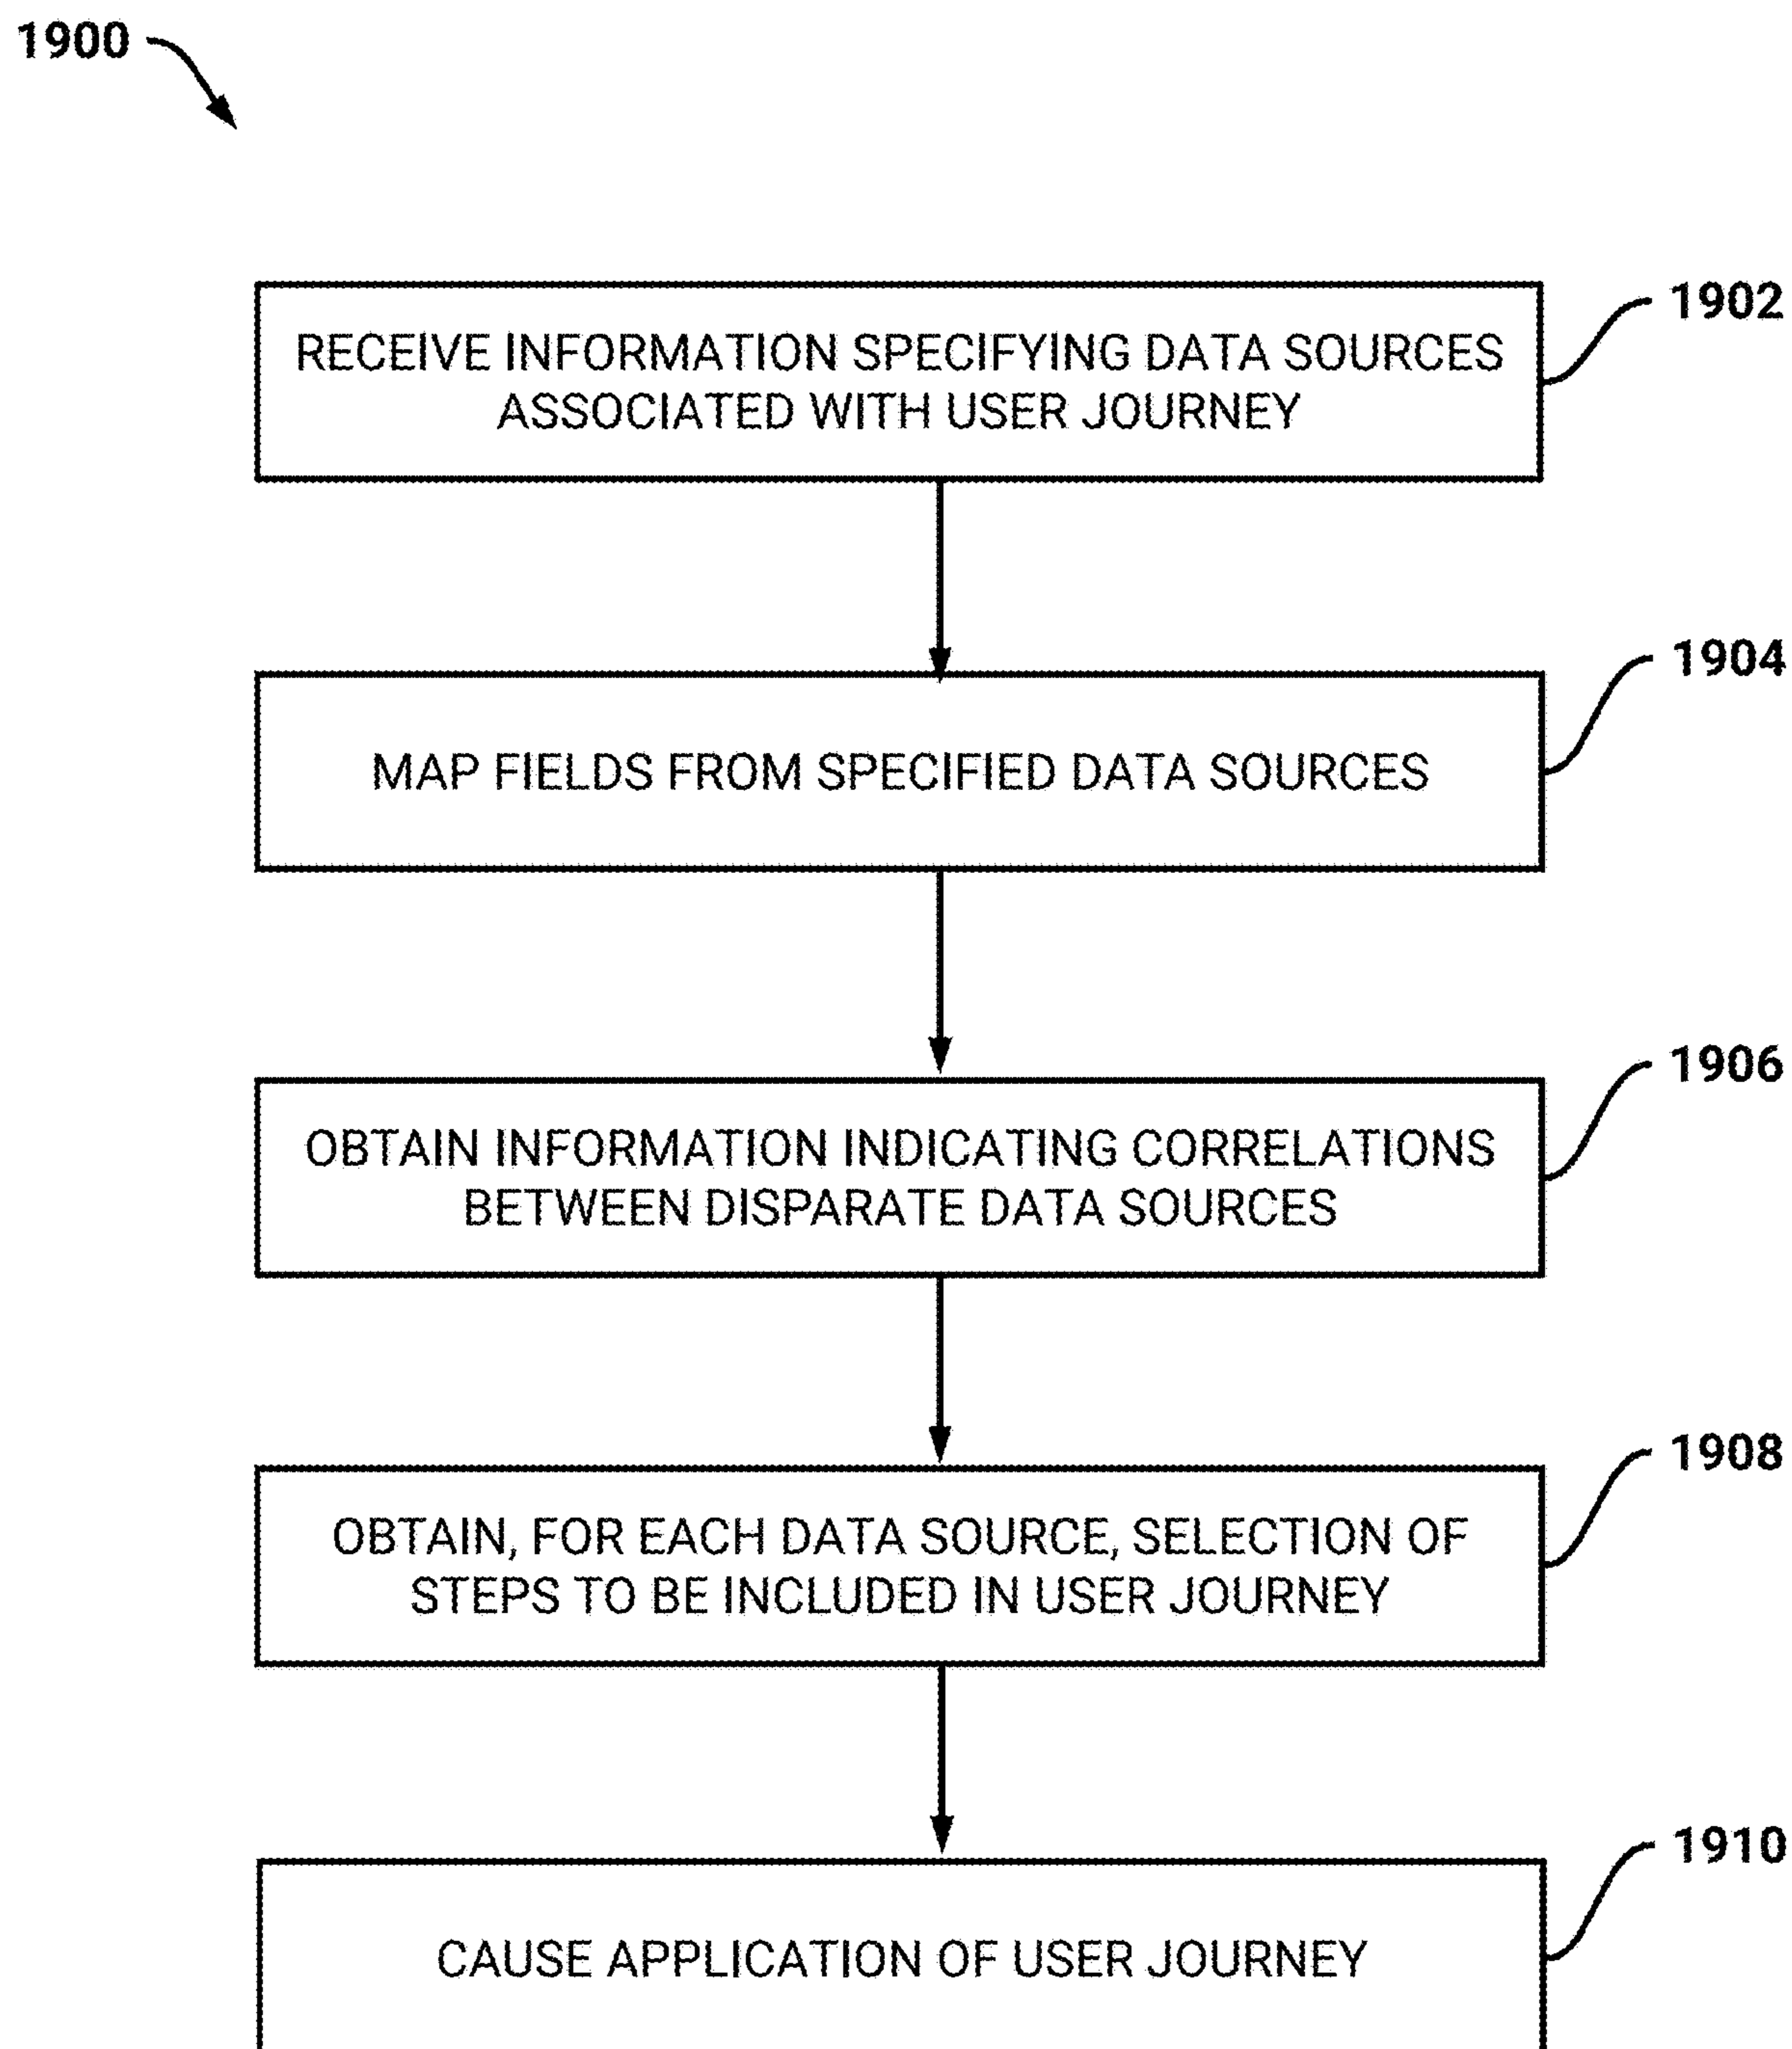 1900
1902
RECEIVE INFORMATION SPECIFYING DATA SOURCES
ASSOCIATED WITH USER JOURNEY
1904
MAP FIELDS FROM SPECIFIED DATA SOURCES
1906
OBTAIN INFORMATION INDICATING CORRELATIONS
BETWEEN DISPARATE DATA SOURCES
1908
OBTAIN, FOR EACH DATA SOURCE, SELECTION OF
STEPS TO BE INCLUDED IN USER JOURNEY
1910
CAUSE APPLICATION OF USER JOURNEY